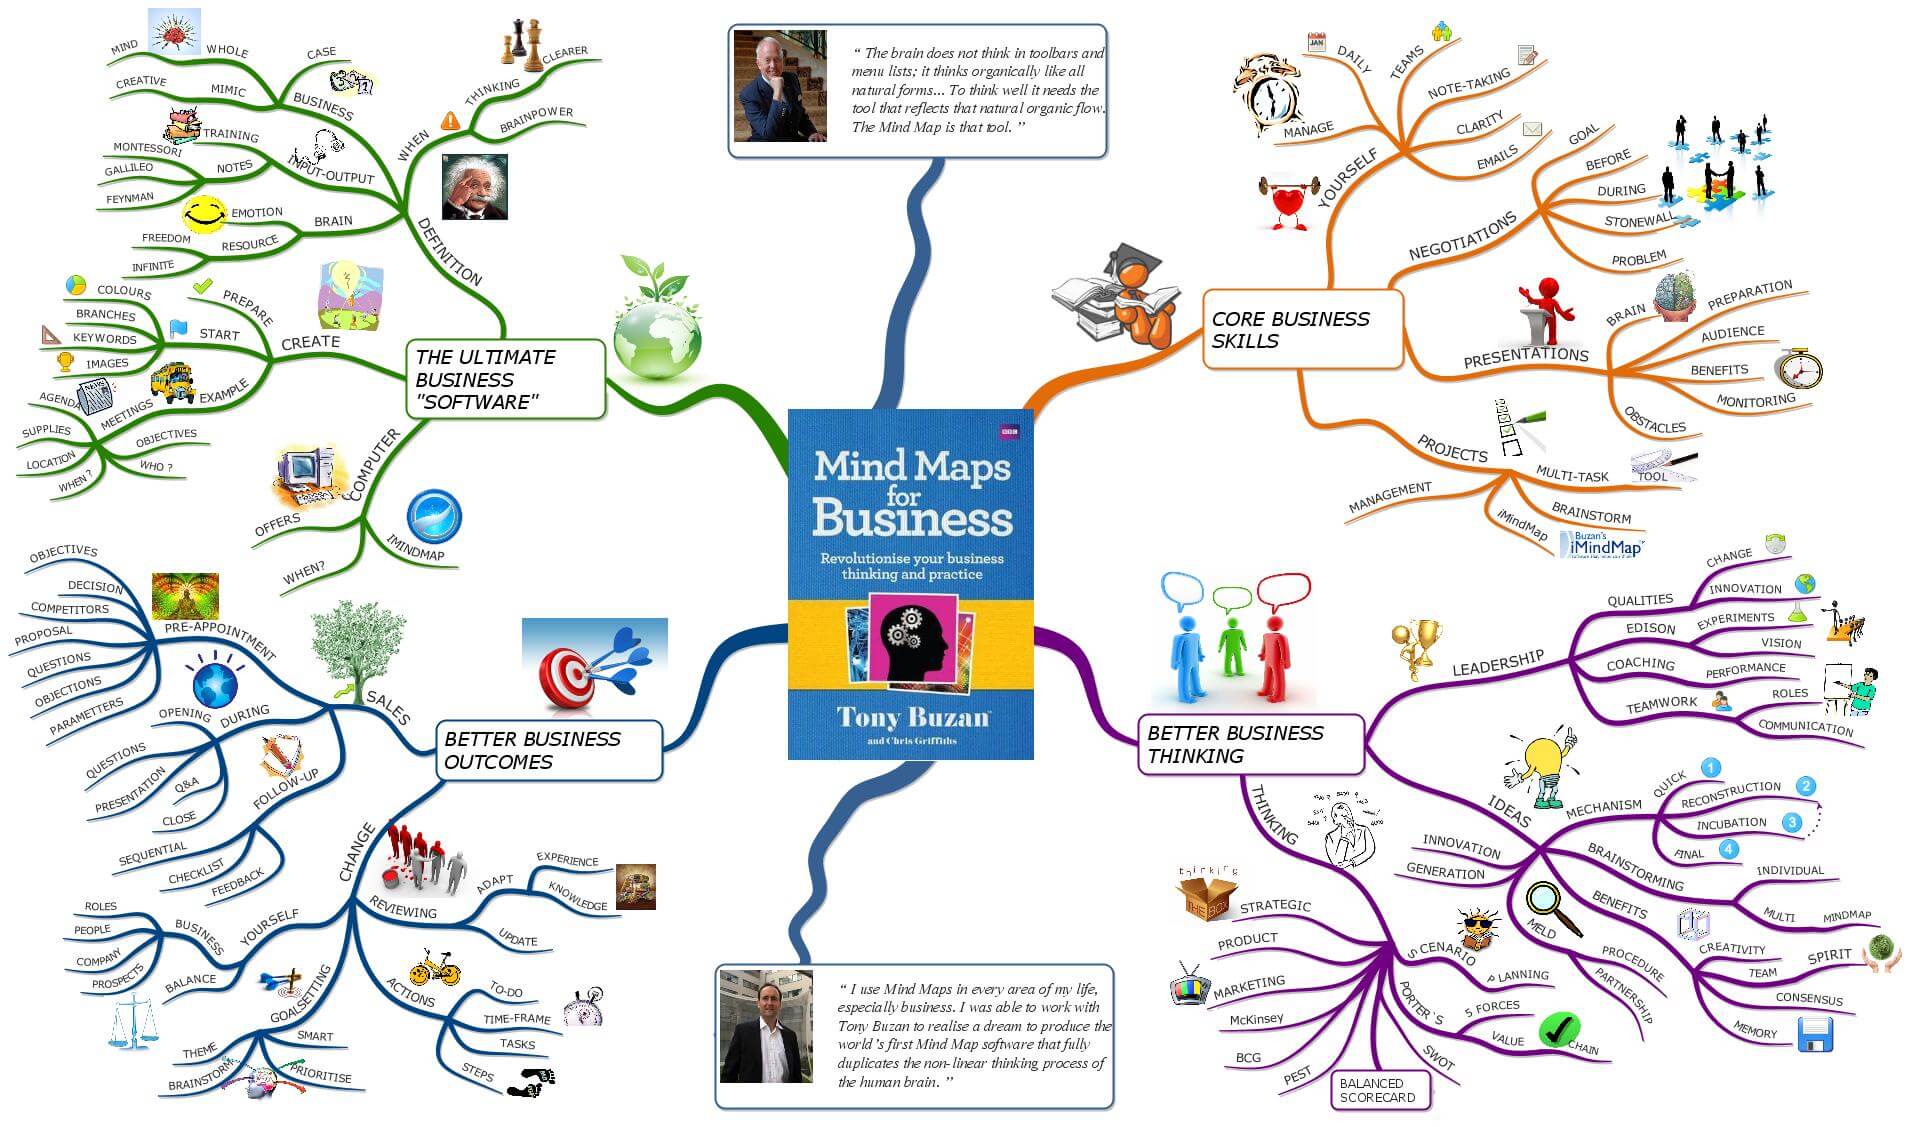 “ The brain does not think in toolbars and
menu lists; it thinks organically like all
natural forms... To think well it needs the
tool that reflects that natural organic flow.
The Mind Map is that tool. ”
BBC
Mind Maps
for
Business
Revolutionise your business
thinking and practice
Tony Buzan
and Chris Griffiths
“ I use Mind Maps in every area of my life,
especially business. I was able to work with
Tony Buzan to realise a dream to produce the
world’s first Mind Map software that fully
duplicates the non-linear thinking process of
the human brain. ”
THE ULTIMATE
BUSINESS
"SOFTWARE"
DEFINITION
WHEN
THINKING
CLEARER
BRAINPOWER
BUSINESS
CASE
WHOLE
MIND
MIMIC
CREATIVE
INPUT-OUTPUT
TRAINING
NOTES
MONTESSORI
GALLILEO
FEYNMAN
BRAIN
EMOTION
RESOURCE
FREEDOM
INFINITE
CREATE
PREPARE
START
COLOURS
BRANCHES
KEYWORDS
IMAGES
EXAMPLE
MEETINGS
NEWS
AGENDA
SUPPLIES
LOCATION
WHEN ?
WHO ?
OBJECTIVES
COMPUTER
OFFERS
WHEN?
IMINDMAP
CORE BUSINESS
SKILLS
YOURSELF
MANAGE
JAN
DAILY
TEAMS
NOTE-TAKING
CLARITY
EMAILS
NEGOTIATIONS
GOAL
BEFORE
DURING
STONEWALL
PROBLEM
PRESENTATIONS
BRAIN
PREPARATION
AUDIENCE
BENEFITS
MONITORING
OBSTACLES
PROJECTS
MULTI-TASK
TOOL
BRAINSTORM
iMindMap
Buzan's
iMindMap
MANAGEMENT
BETTER BUSINESS
OUTCOMES
SALES
PRE-APPOINTMENT
OBJECTIVES
DECISION
COMPETITORS
PROPOSAL
QUESTIONS
OBJECTIONS
PARAMETTERS
DURING
OPENING
QUESTIONS
PRESENTATION
Q&A
CLOSE
FOLLOW-UP
SEQUENTIAL
CHECKLIST
FEEDBACK
CHANGE
REVIEWING
ADAPT
EXPERIENCE
KNOWLEDGE
UPDATE
YOURSELF
BUSINESS
ROLES
PEOPLE
COMPANY
PROSPECTS
BALANCE
GOALSETTING
THEME
BRAINSTORM
SMART
PRIORITISE
ACTIONS
TO-DO
TIME-FRAME
TASKS
STEPS
BETTER BUSINESS
THINKING
LEADERSHIP
QUALITIES
CHANGE
INNOVATION
EDISON
EXPERIMENTS
VISION
COACHING
PERFORMANCE
TEAMWORK
ROLES
COMMUNICATION
IDEAS
MECHANISM
QUICK
1
RECONSTRUCTION
2
INCUBATION
3
FINAL
4
INNOVATION
GENERATION
BRAINSTORMING
INDIVIDUAL
MULTI
MINDMAP
BENEFITS
CREATIVITY
TEAM
SPIRIT
CONSENSUS
MEMORY
MELD
PROCEDURE
PARTNERSHIP
THINKING
thinking
THE BOX
STRATEGIC
PRODUCT
MARKETING
McKinsey
BCG
PEST
BALANCED
SCORECARD
SWOT
PORTER'S
5 FORCES
VALUE
CHAIN
SCENARIO
PLANNING